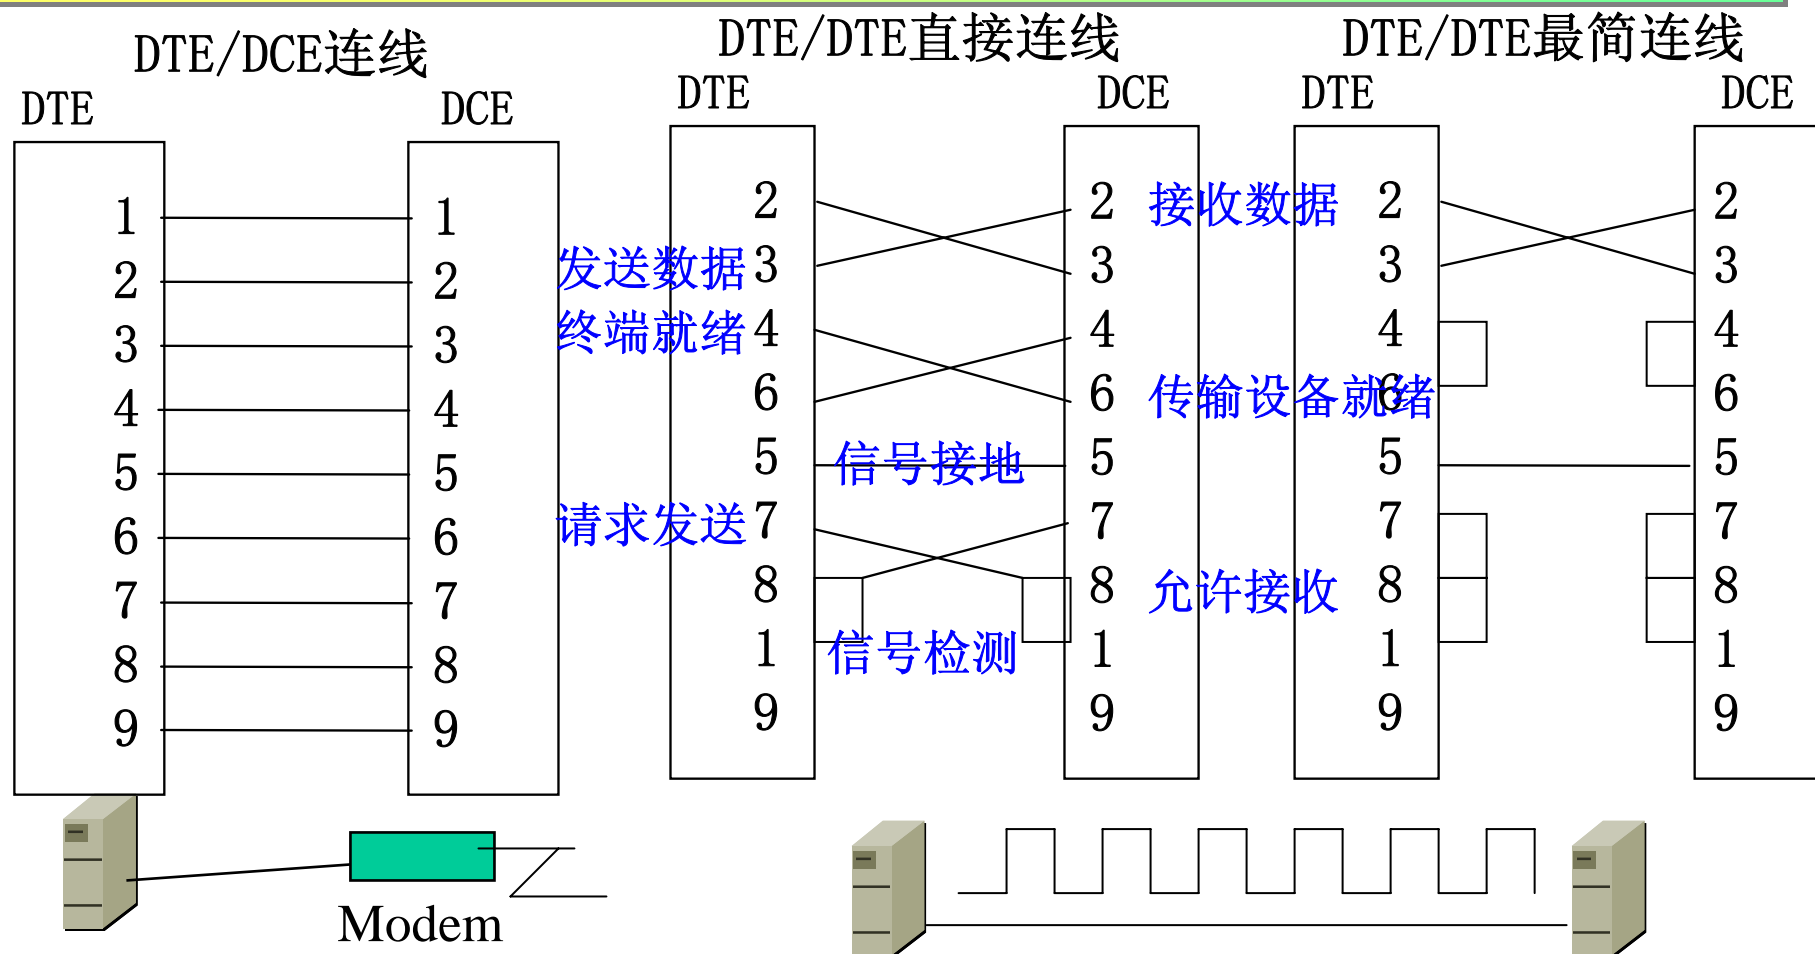 DTE/DCE连线
DTE DCE
1 1
2 2
3 3
4 4
5 5
6 6
7 7
8 8
9 9
Modem
DTE/DTE直接连线
DTE DCE
2 2 接收数据
发送数据 3 3
终端就绪 4 4
6 6 传输设备就绪
5 信号接地 5
请求发送 7 7
8 8 允许接收
1 信号检测 1
9 9
DTE/DTE最简连线
DTE DCE
2 2
3 3
4 4
6 6
5 5
7 7
8 8
1 1
9 9